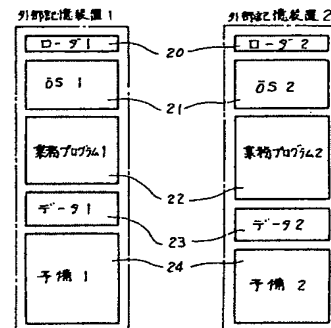 外部記憶装置1
外部記憶装置2
ローダ1
20
ローダ2
OS 1
21
OS 2
業務プログラム1
22
業務プログラム2
データ1
23
データ2
予備 1
24
予備 2